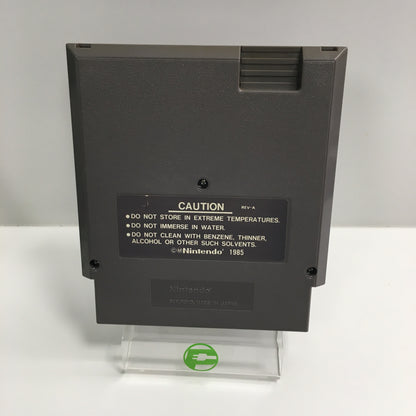 CAUTION REV-A
• DO NOT STORE IN EXTREME TEMPERATURES.
• DO NOT IMMERSE IN WATER.
• DO NOT CLEAN WITH BENZENE, THINNER,
ALCOHOL OR OTHER SUCH SOLVENTS.
©Nintendo 1985
Nintendo